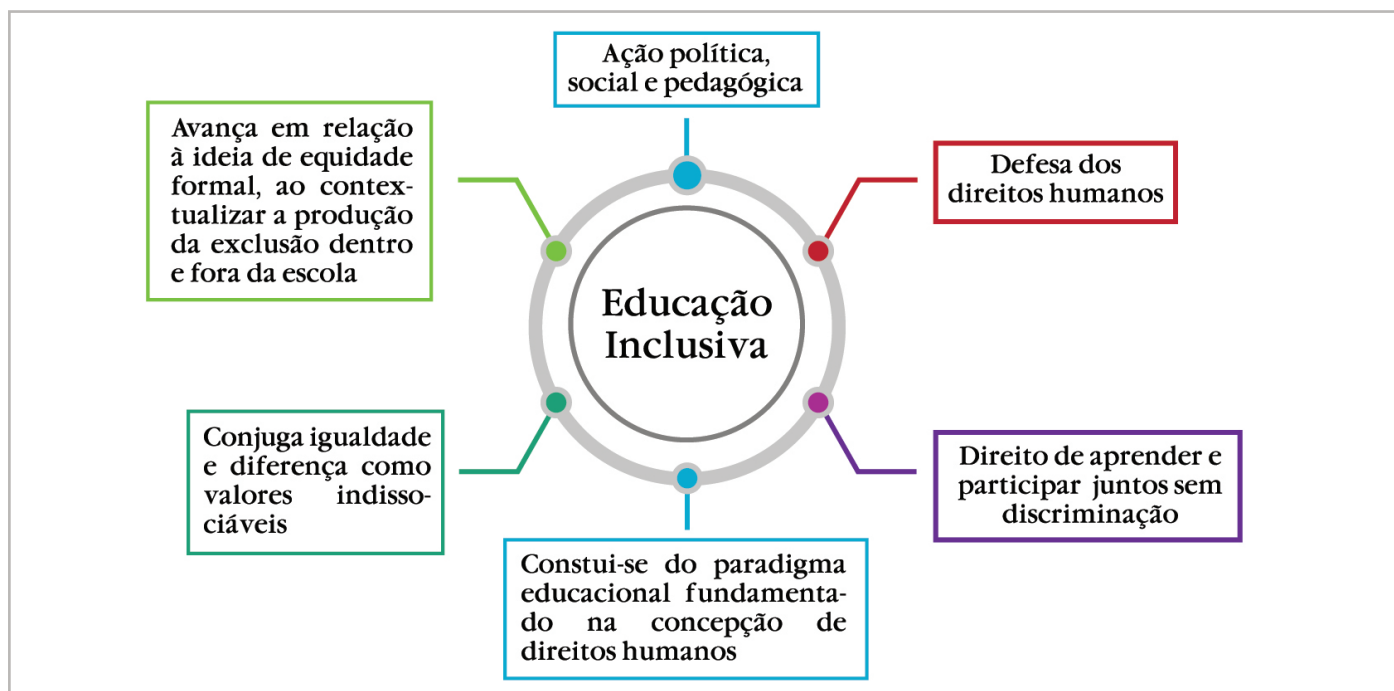 Ação política,
social e pedagógica
Avança em relação
à ideia de equidade
formal, ao contex-
tualizar a produção
da exclusão dentro
e fora da escola
Defesa dos
direitos humanos
Educação
Inclusiva
Conjuga igualdade
e diferença como
valores indisso-
ciáveis
Direito de aprender e
participar juntos sem
discriminação
Constui-se do paradigma
educacional fundamenta-
do na concepção de
direitos humanos